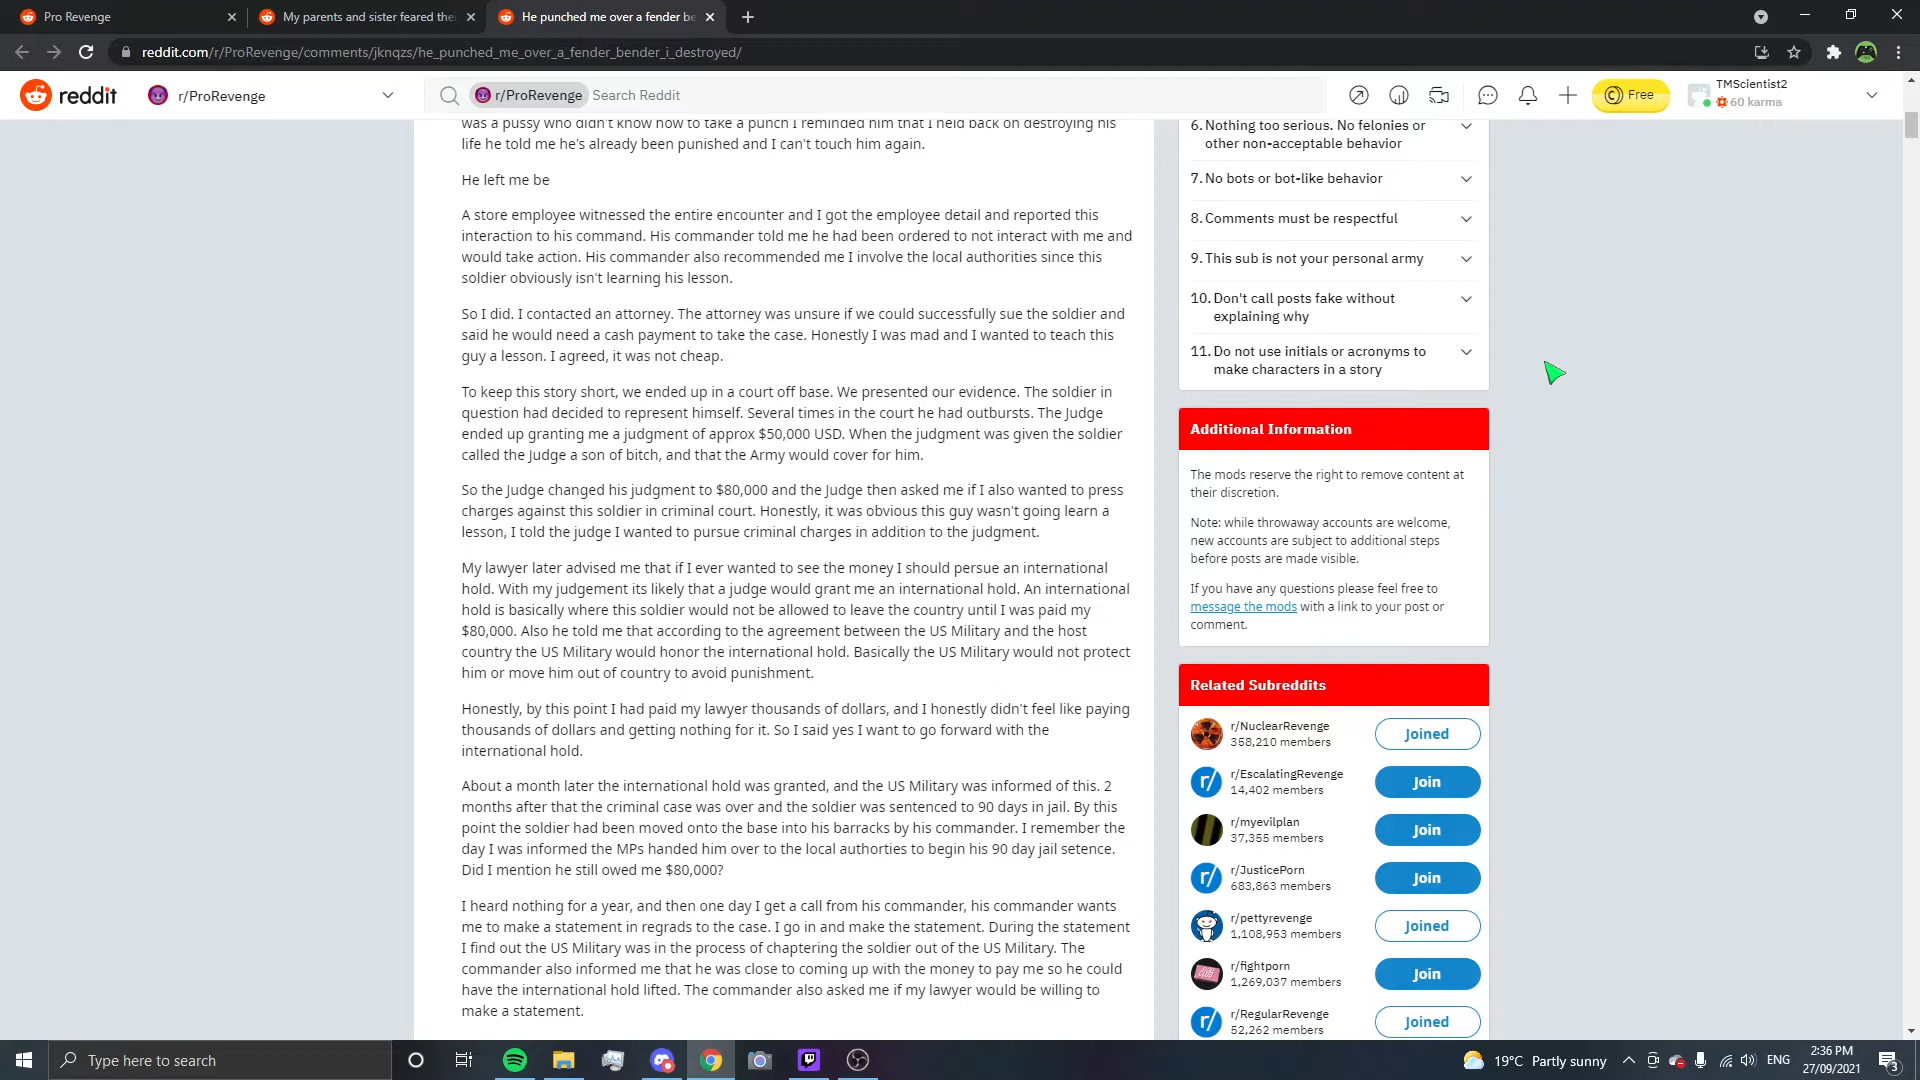 Pro Revenge
My parents and sister feared the
He punched me over a fender be
reddit.com/r/ProRevenge/comments/jknqzs/he_punched_me_over_a_fender_bender_i_destroyed/
reddit
r/ProRevenge
r/ProRevenge Search Reddit
Free
TMScientist2
60 karma
was a pussy who didn't know how to take a punch I reminded him that I held back on destroying his
life he told me he's already been punished and I can't touch him again.
He left me be
A store employee witnessed the entire encounter and I got the employee detail and reported this
interaction to his command. His commander told me he had been ordered to not interact with me and
would take action. His commander also recommended me I involve the local authorities since this
soldier obviously isn't learning his lesson.
So I did. I contacted an attorney. The attorney was unsure if we could successfully sue the soldier and
said he would need a cash payment to take the case. Honestly I was mad and I wanted to teach this
guy a lesson. I agreed, it was not cheap.
To keep this story short, we ended up in a court off base. We presented our evidence. The soldier in
question had decided to represent himself. Several times in the court he had outbursts. The Judge
ended up granting me a judgment of approx $50,000 USD. When the judgment was given the soldier
called the Judge a son of bitch, and that the Army would cover for him.
So the Judge changed his judgment to $80,000 and the Judge then asked me if I also wanted to press
charges against this soldier in criminal court. Honestly, it was obvious this guy wasn't going learn a
lesson, I told the judge I wanted to pursue criminal charges in addition to the judgment.
My lawyer later advised me that if I ever wanted to see the money I should persue an international
hold. With my judgement its likely that a judge would grant me an international hold. An international
hold is basically where this soldier would not be allowed to leave the country until I was paid my
$80,000. Also he told me that according to the agreement between the US Military and the host
country the US Military would honor the international hold. Basically the US Military would not protect
him or move him out of country to avoid punishment.
Honestly, by this point I had paid my lawyer thousands of dollars, and I honestly didn't feel like paying
thousands of dollars and getting nothing for it. So I said yes I want to go forward with the
international hold.
About a month later the international hold was granted, and the US Military was informed of this. 2
months after that the criminal case was over and the soldier was sentenced to 90 days in jail. By this
point the soldier had been moved onto the base into his barracks by his commander. I remember the
day I was informed the MPs handed him over to the local authorties to begin his 90 day jail setence.
Did I mention he still owed me $80,000?
I heard nothing for a year, and then one day I get a call from his commander, his commander wants
me to make a statement in regrads to the case. I go in and make the statement. During the statement
I find out the US Military was in the process of chaptering the soldier out of the US Military. The
commander also informed me that he was close to coming up with the money to pay me so he could
have the international hold lifted. The commander also asked me if my lawyer would be willing to
make a statement.
6. Nothing too serious. No felonies or
other non-acceptable behavior
7. No bots or bot-like behavior
8. Comments must be respectful
9. This sub is not your personal army
10. Don't call posts fake without
explaining why
11. Do not use initials or acronyms to
make characters in a story
Additional Information
The mods reserve the right to remove content at
their discretion.
Note: while throwaway accounts are welcome,
new accounts are subject to additional steps
before posts are made visible.
If you have any questions please feel free to
message the mods with a link to your post or
comment.
Related Subreddits
r/NuclearRevenge
358,210 members
Joined
r/EscalatingRevenge
14,402 members
Join
r/myevilplan
37,355 members
Join
r/JusticePorn
683,863 members
Join
r/pettyrevenge
1,108,953 members
Joined
r/fightporn
1,269,037 members
Join
r/RegularRevenge
52,262 members
Joined
Type here to search
19°C Partly sunny
ENG
2:36 PM
27/09/2021
3